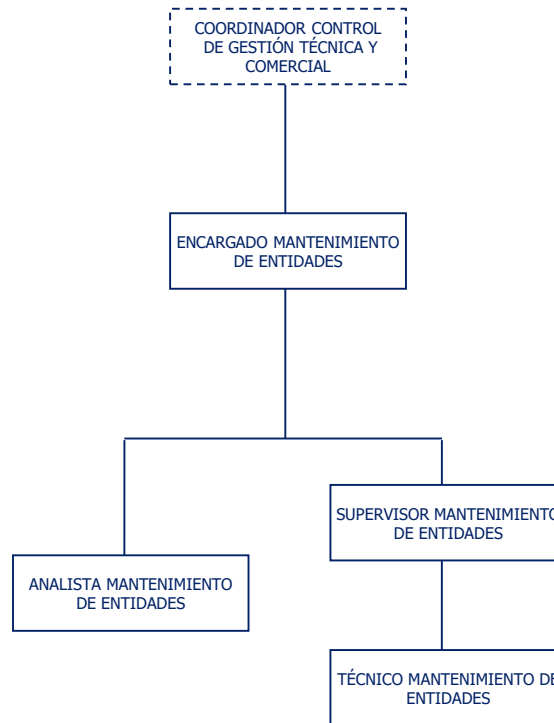 COORDINADOR CONTROL
DE GESTIÓN TÉCNICA Y
COMERCIAL
ENCARGADO MANTENIMIENTO
DE ENTIDADES
SUPERVISOR MANTENIMIENTO
DE ENTIDADES
ANALISTA MANTENIMIENTO
DE ENTIDADES
TÉCNICO MANTENIMIENTO DE
ENTIDADES